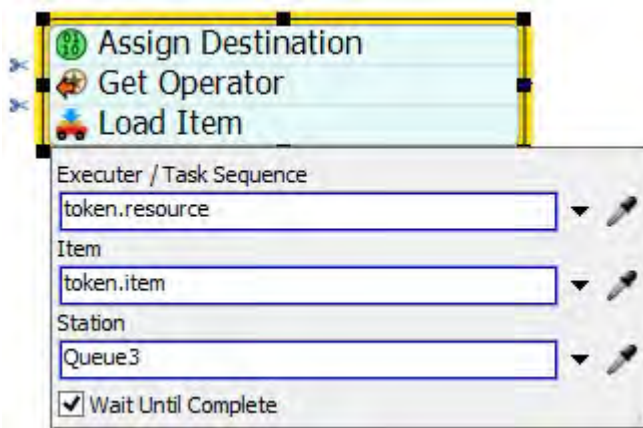 Assign Destination
Get Operator
Load Item
Executer / Task Sequence
token.resource
Item
token.item
Station
Queue3
Wait Until Complete